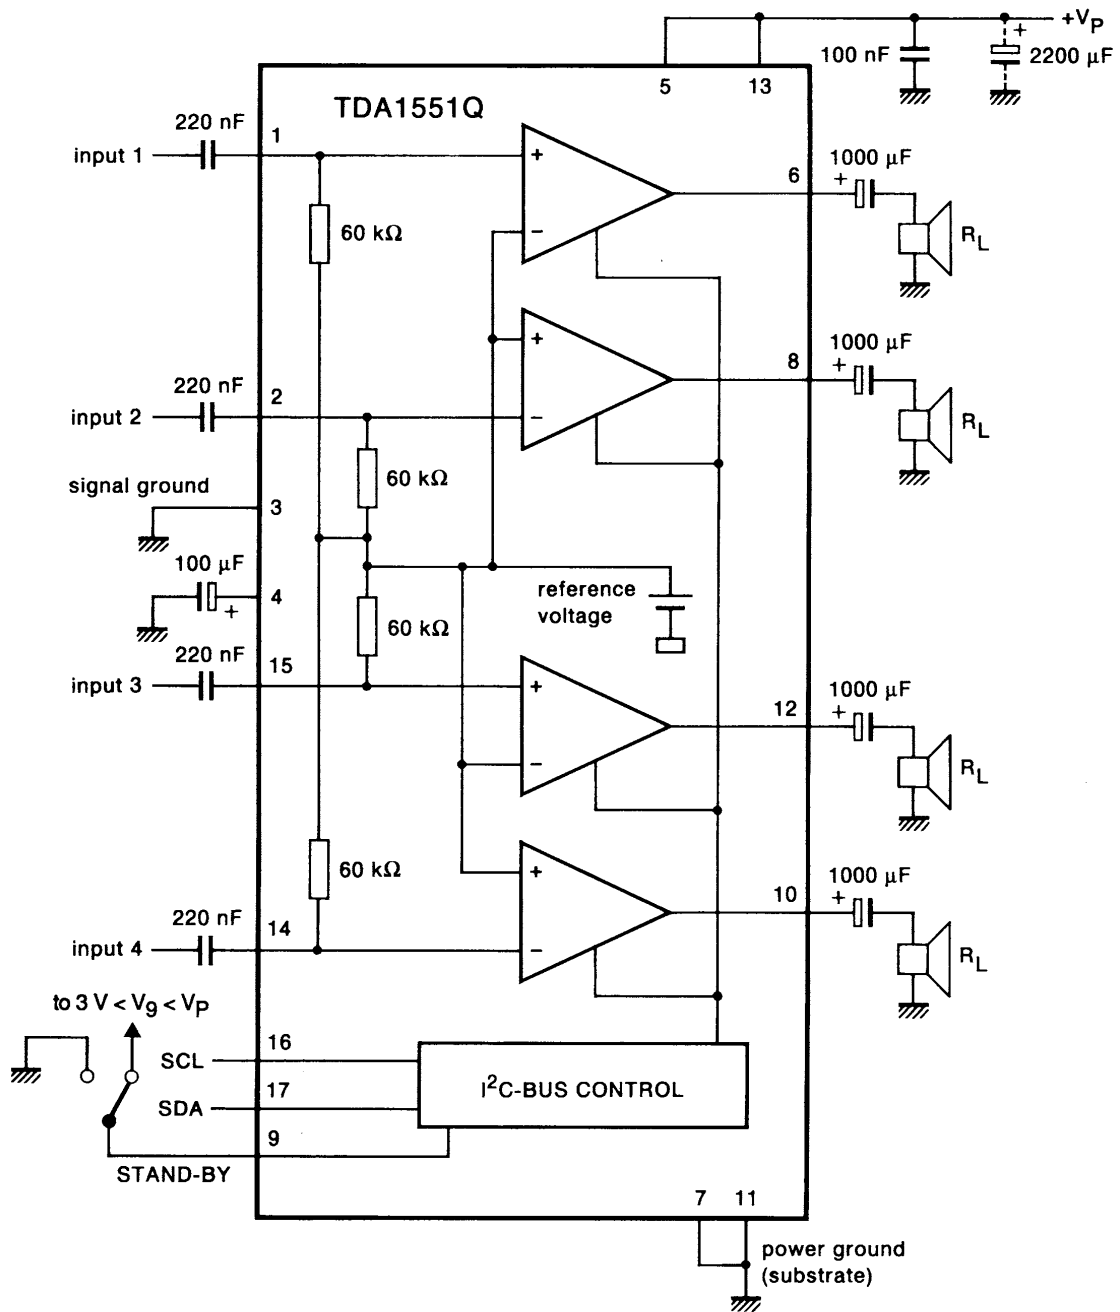 +VP
100 nF
+
2200 µF
5
13
TDA1551Q
220 nF
1
input 1
+
−
60 kΩ
6
1000 µF
+
RL
+
−
8
1000 µF
+
RL
220 nF
2
input 2
60 kΩ
signal ground
3
100 µF
+
4
reference
voltage
60 kΩ
220 nF
15
input 3
+
−
12
1000 µF
+
RL
60 kΩ
+
−
10
1000 µF
+
RL
220 nF
14
input 4
to 3 V < V9 < VP
SCL
16
SDA
17
I²C-BUS CONTROL
9
STAND-BY
7
11
power ground
(substrate)